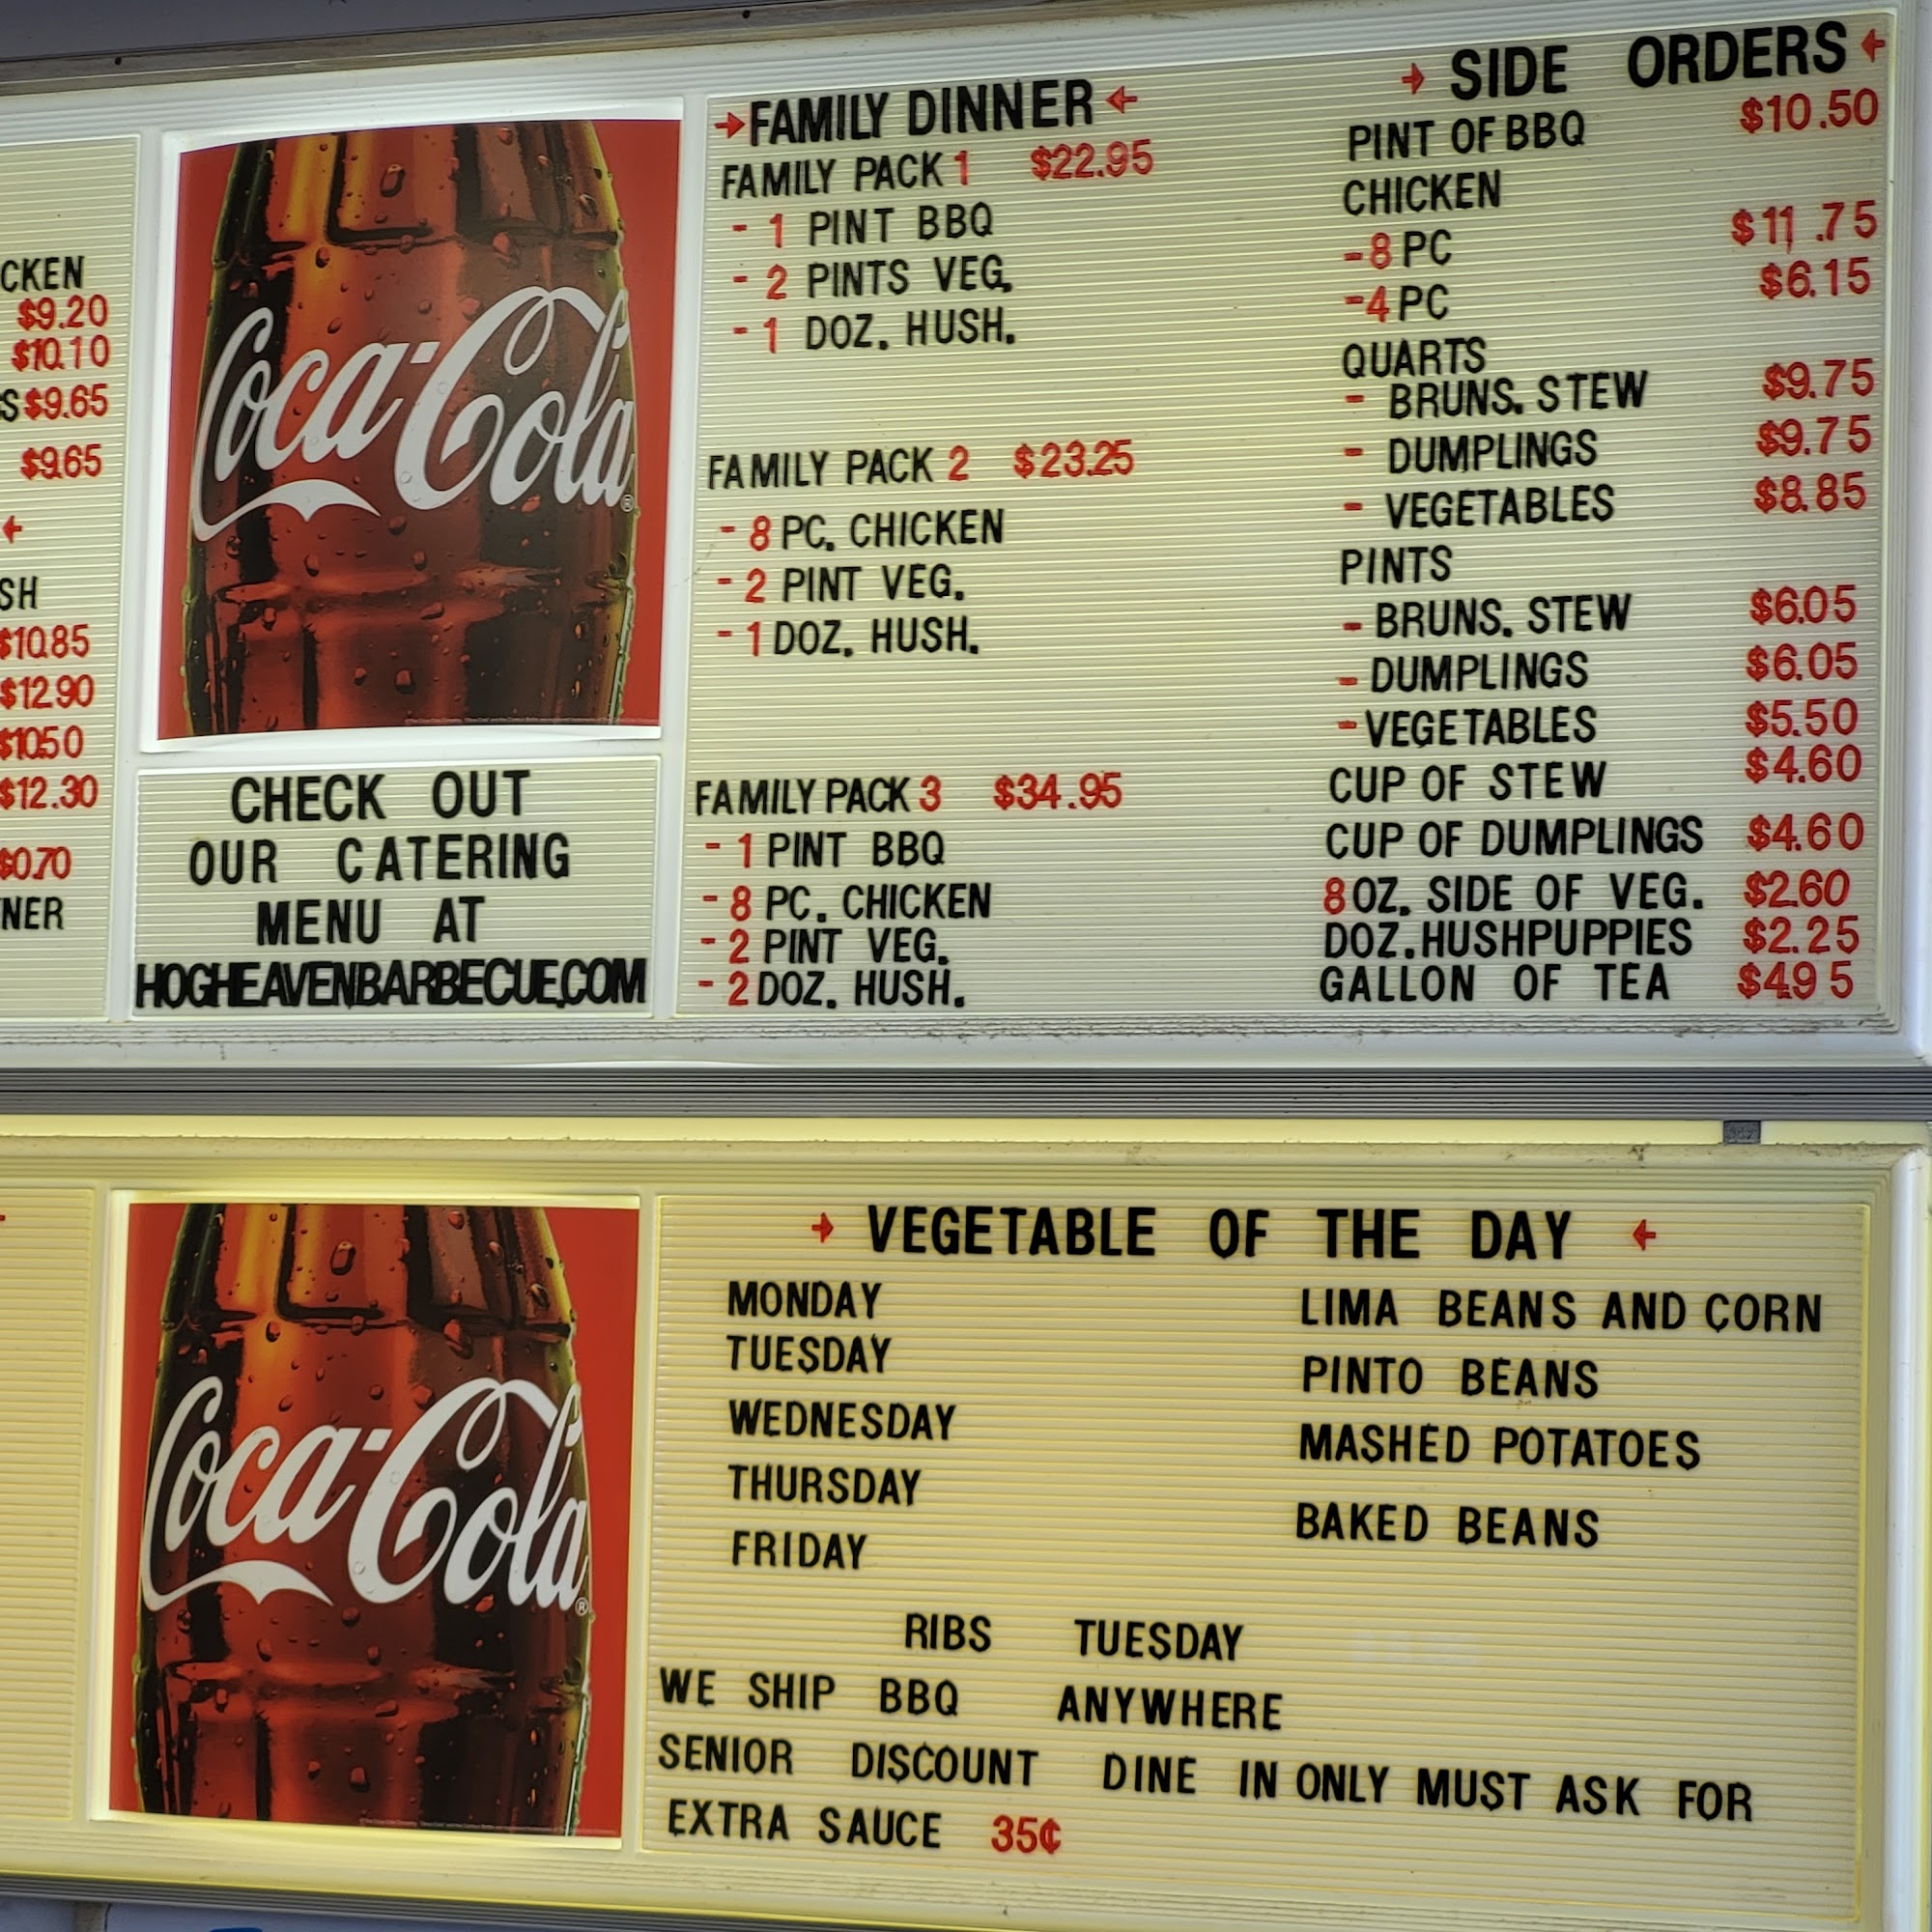 CKEN
$9.20
$10.10
S $9.65
$9.65
SH
$10.85
$12.90
$10.50
$12.30
$0.70
NER
Coca-Cola
CHECK OUT
OUR CATERING
MENU AT
HOGHEAVENBARBECUE.COM
FAMILY DINNER
FAMILY PACK 1 $22.95
- 1 PINT BBQ
- 2 PINTS VEG.
- 1 DOZ. HUSH.
FAMILY PACK 2 $23.25
- 8 PC. CHICKEN
- 2 PINT VEG.
- 1 DOZ. HUSH.
FAMILY PACK 3 $34.95
- 1 PINT BBQ
- 8 PC. CHICKEN
- 2 PINT VEG.
- 2 DOZ. HUSH.
SIDE ORDERS
PINT OF BBQ $10.50
CHICKEN
-8 PC $11.75
-4 PC $6.15
QUARTS
- BRUNS. STEW $9.75
- DUMPLINGS $9.75
- VEGETABLES $8.85
PINTS
- BRUNS. STEW $6.05
- DUMPLINGS $6.05
- VEGETABLES $5.50
CUP OF STEW $4.60
CUP OF DUMPLINGS $4.60
8 OZ. SIDE OF VEG. $2.60
DOZ. HUSHPUPPIES $2.25
GALLON OF TEA $4.95
Coca-Cola
VEGETABLE OF THE DAY
MONDAY LIMA BEANS AND CORN
TUESDAY PINTO BEANS
WEDNESDAY MASHED POTATOES
THURSDAY BAKED BEANS
FRIDAY
RIBS TUESDAY
WE SHIP BBQ ANYWHERE
SENIOR DISCOUNT DINE IN ONLY MUST ASK FOR
EXTRA SAUCE 35¢